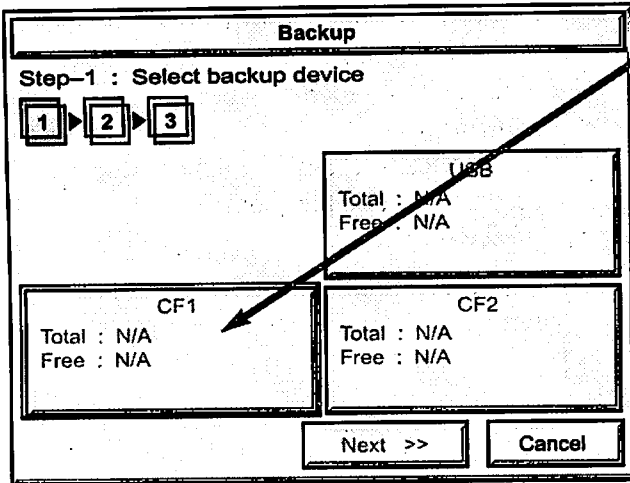 Backup
Step–1 : Select backup device
1 2 3
USB
Total : N/A
Free : N/A
CF1
Total : N/A
Free : N/A
CF2
Total : N/A
Free : N/A
Next >>
Cancel